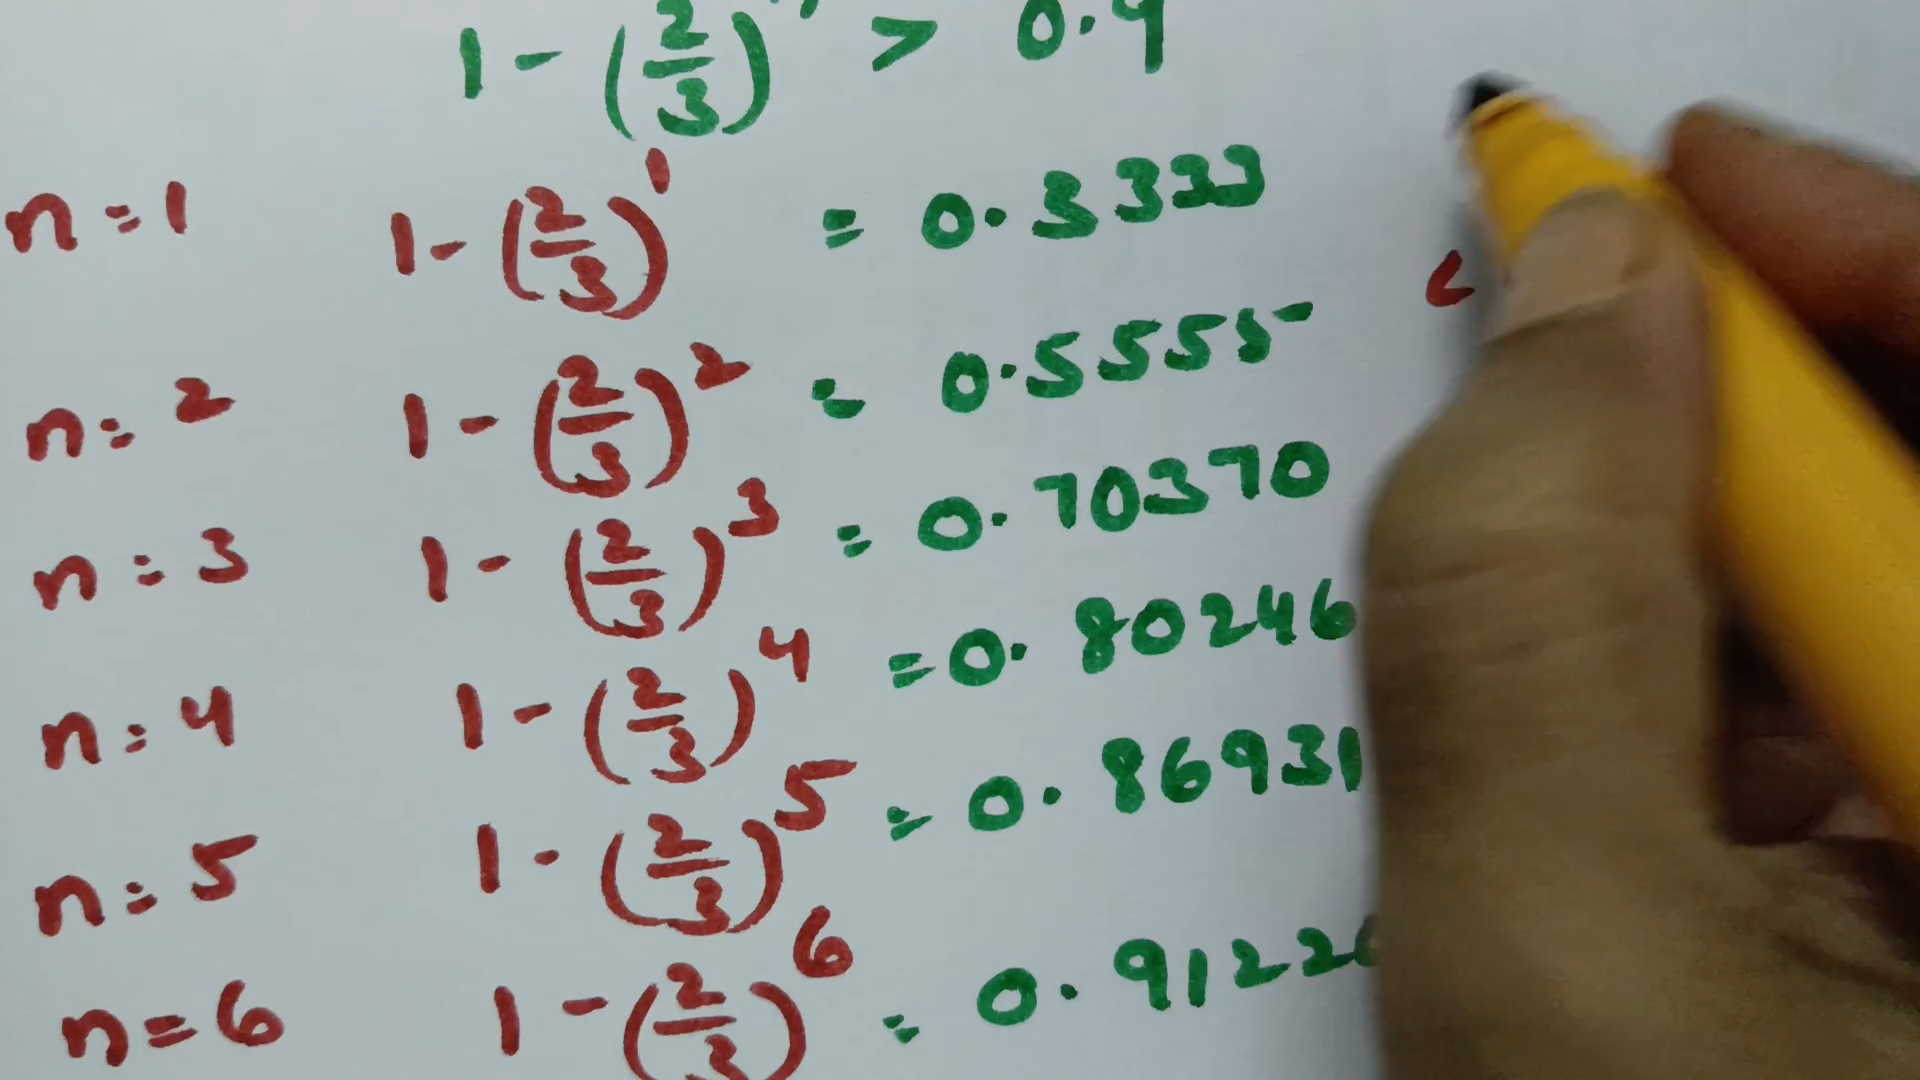 1 - (2/3)^n > 0.9
n = 1 1 - (2/3)^1 = 0.3333
n = 2 1 - (2/3)^2 = 0.5555
n = 3 1 - (2/3)^3 = 0.70370
n = 4 1 - (2/3)^4 = 0.80246
n = 5 1 - (2/3)^5 = 0.86931
n = 6 1 - (2/3)^6 = 0.9122